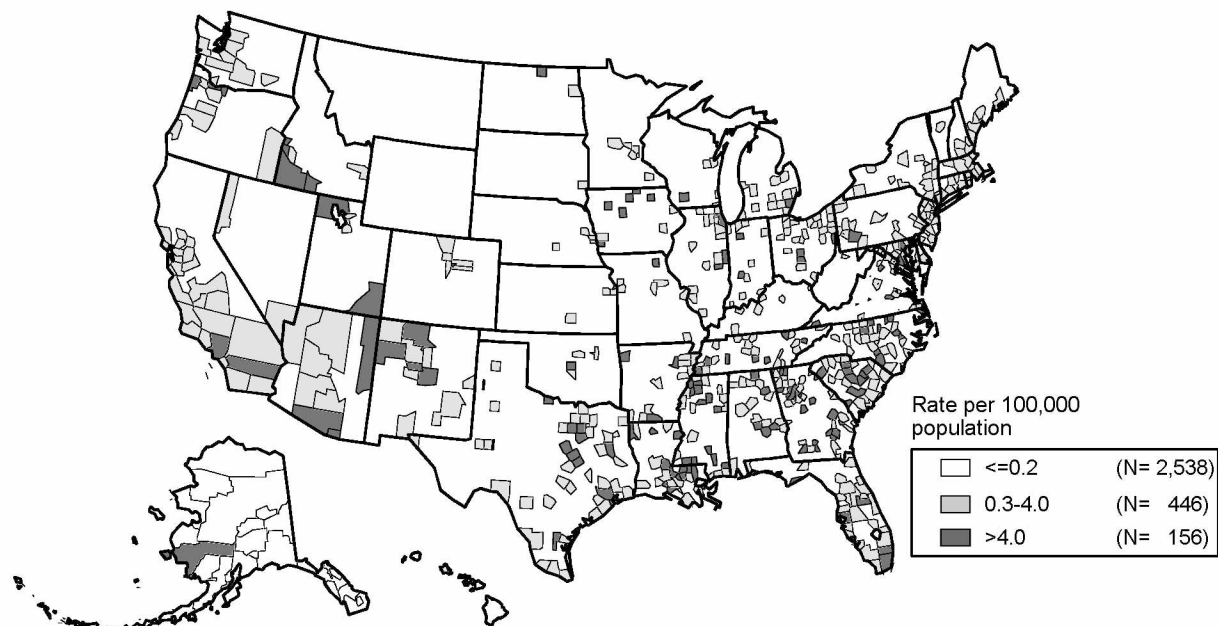 Rate per 100,000
population
<=0.2 (N= 2,538)
0.3-4.0 (N= 446)
>4.0 (N= 156)